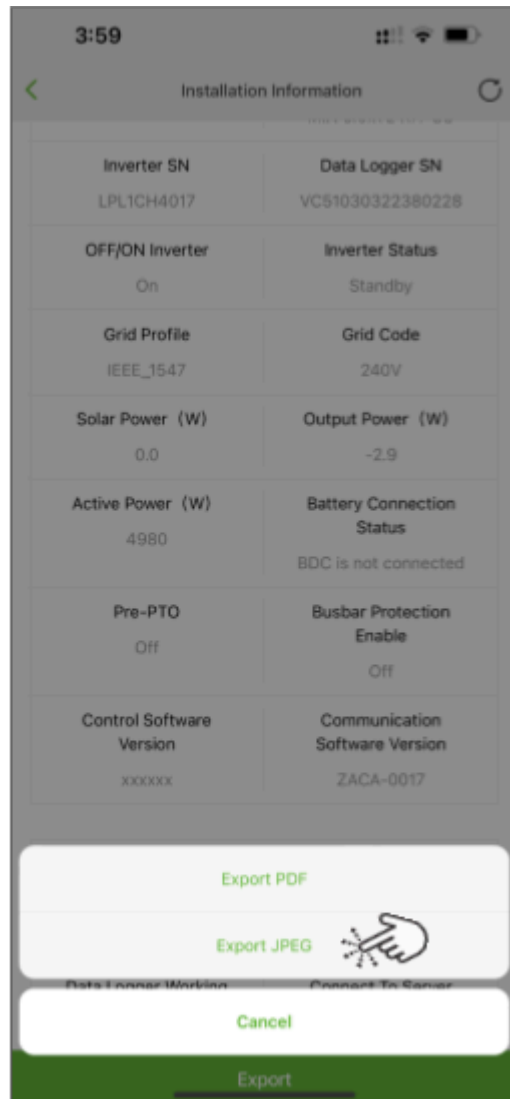 3:59
Installation Information
Inverter SN
Data Logger SN
LPL1CH4017
VC51030322380228
OFF/ON Inverter
Inverter Status
On
Standby
Grid Profile
Grid Code
IEEE_1547
240V
Solar Power（W）
Output Power（W）
0.0
-2.9
Active Power（W）
Battery Connection
Status
4980
BDC is not connected
Pre-PTO
Busbar Protection
Enable
Off
Off
Control Software
Version
Communication
Software Version
xxxxxx
ZACA-0017
Export PDF
Export JPEG
Data Logger Working
Connect To Server
Cancel
Export